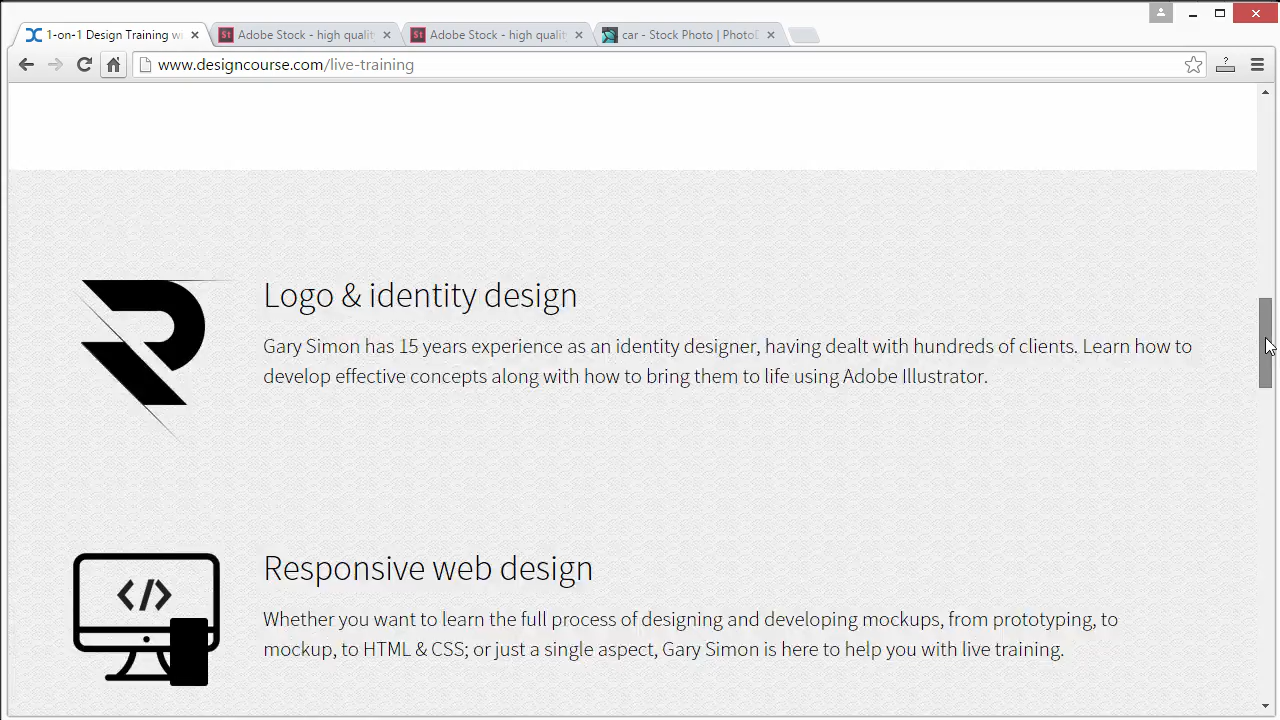 1-on-1 Design Training w
Adobe Stock - high qualit
Adobe Stock - high qualit
car - Stock Photo | PhotoD
www.designcourse.com/live-training
Logo & identity design
Gary Simon has 15 years experience as an identity designer, having dealt with hundreds of clients. Learn how to
develop effective concepts along with how to bring them to life using Adobe Illustrator.
</>
Responsive web design
Whether you want to learn the full process of designing and developing mockups, from prototyping, to
mockup, to HTML & CSS; or just a single aspect, Gary Simon is here to help you with live training.